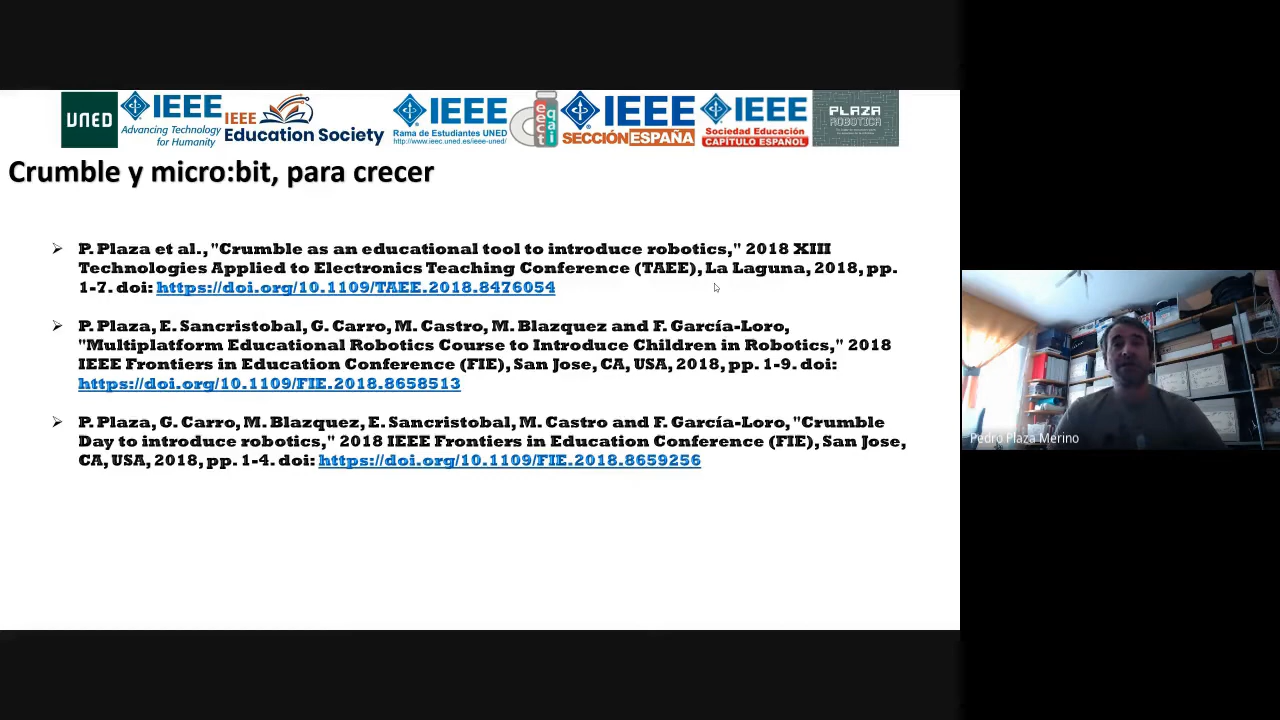 UNED
IEEE
Advancing Technology
for Humanity
IEEE
Education Society
IEEE
Rama de Estudiantes UNED
http://www.ieec.uned.es/ieee-uned/
IEEE
SECCIÓN ESPAÑA
IEEE
Sociedad Educación
CAPÍTULO ESPAÑOL
PLAZA
ROBOTICA
Crumble y micro:bit, para crecer
P. Plaza et al., "Crumble as an educational tool to introduce robotics," 2018 XIII
Technologies Applied to Electronics Teaching Conference (TAEE), La Laguna, 2018, pp.
1-7. doi: https://doi.org/10.1109/TAEE.2018.8476054
P. Plaza, E. Sancristobal, G. Carro, M. Castro, M. Blazquez and F. García-Loro,
"Multiplatform Educational Robotics Course to Introduce Children in Robotics," 2018
IEEE Frontiers in Education Conference (FIE), San Jose, CA, USA, 2018, pp. 1-9. doi:
https://doi.org/10.1109/FIE.2018.8658513
P. Plaza, G. Carro, M. Blazquez, E. Sancristobal, M. Castro and F. García-Loro, "Crumble
Day to introduce robotics," 2018 IEEE Frontiers in Education Conference (FIE), San Jose,
CA, USA, 2018, pp. 1-4. doi: https://doi.org/10.1109/FIE.2018.8659256
Pedro Plaza Merino